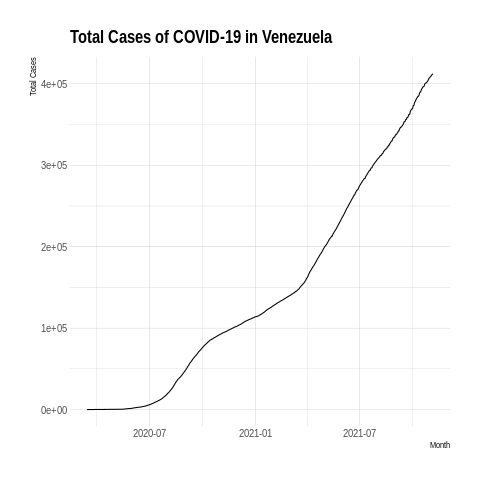 Total Cases of COVID-19 in Venezuela
Total Cases
4e+05
3e+05
2e+05
1e+05
0e+00
2020-07 2021-01 2021-07
Month